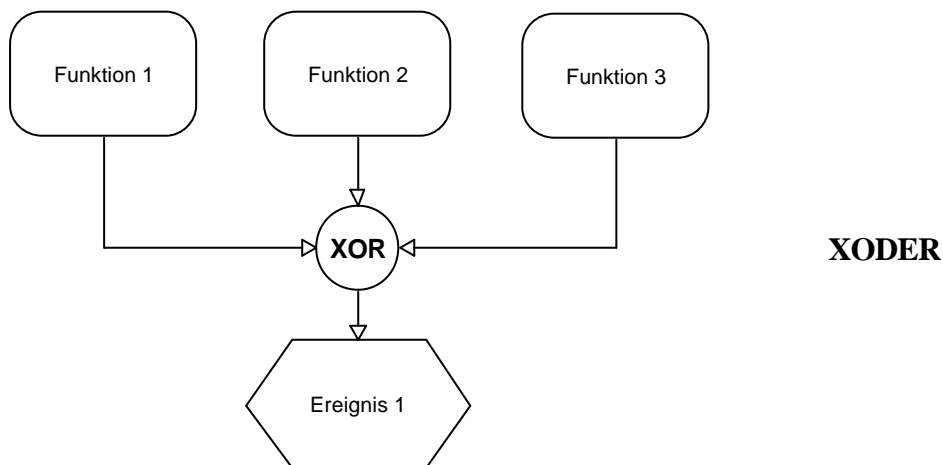 Funktion 1
Funktion 2
Funktion 3
XOR
XODER
Ereignis 1